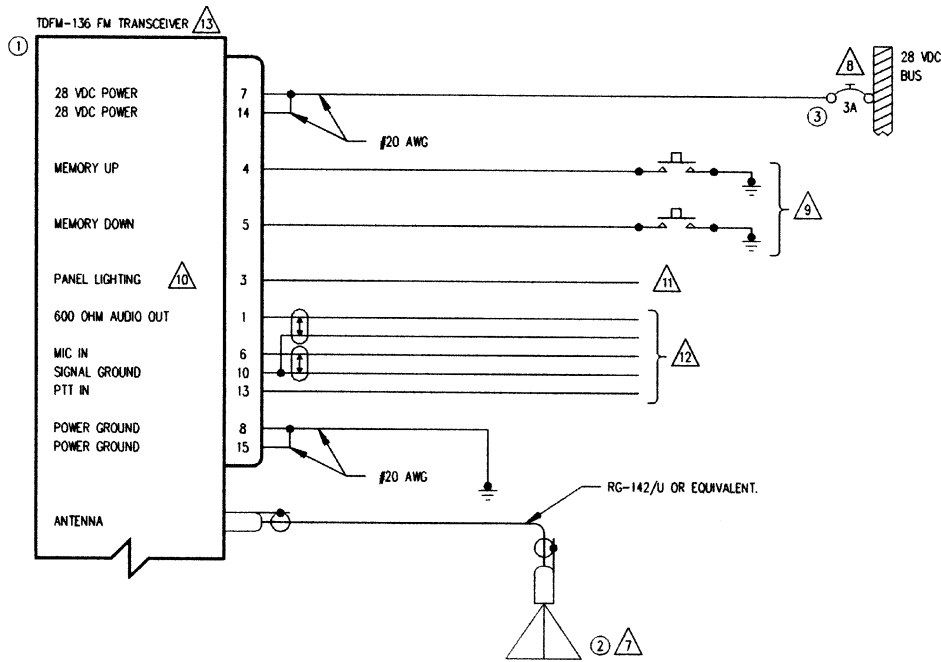 TDFM-136 FM TRANSCEIVER 13
1
8
28 VDC
BUS
28 VDC POWER 7
28 VDC POWER 14
3 3A
#20 AWG
MEMORY UP 4
9
MEMORY DOWN 5
PANEL LIGHTING 10 3 11
600 OHM AUDIO OUT 1
12
MIC IN 6
SIGNAL GROUND 10
PTT IN 13
POWER GROUND 8
POWER GROUND 15
#20 AWG
RG-142/U OR EQUIVALENT.
ANTENNA
2 7